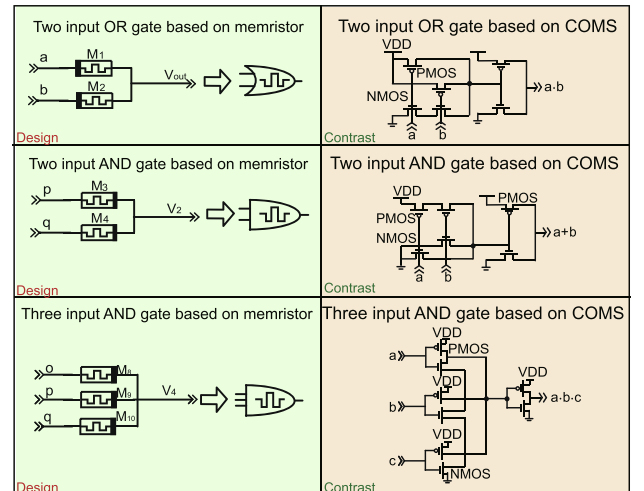 Two input OR gate based on memristor
a
M1
b
M2
Vout
Design
Two input OR gate based on COMS
VDD
PMOS
NMOS
a b
a·b
Contrast
Two input AND gate based on memristor
p
M3
q
M4
V2
Design
Two input AND gate based on COMS
VDD
PMOS
PMOS
NMOS
a b
a+b
Contrast
Three input AND gate based on memristor
o
M8
p
M9
q
M10
V4
Design
Three input AND gate based on COMS
VDD
a
PMOS
VDD
VDD
b
a·b·c
VDD
c
NMOS
Contrast